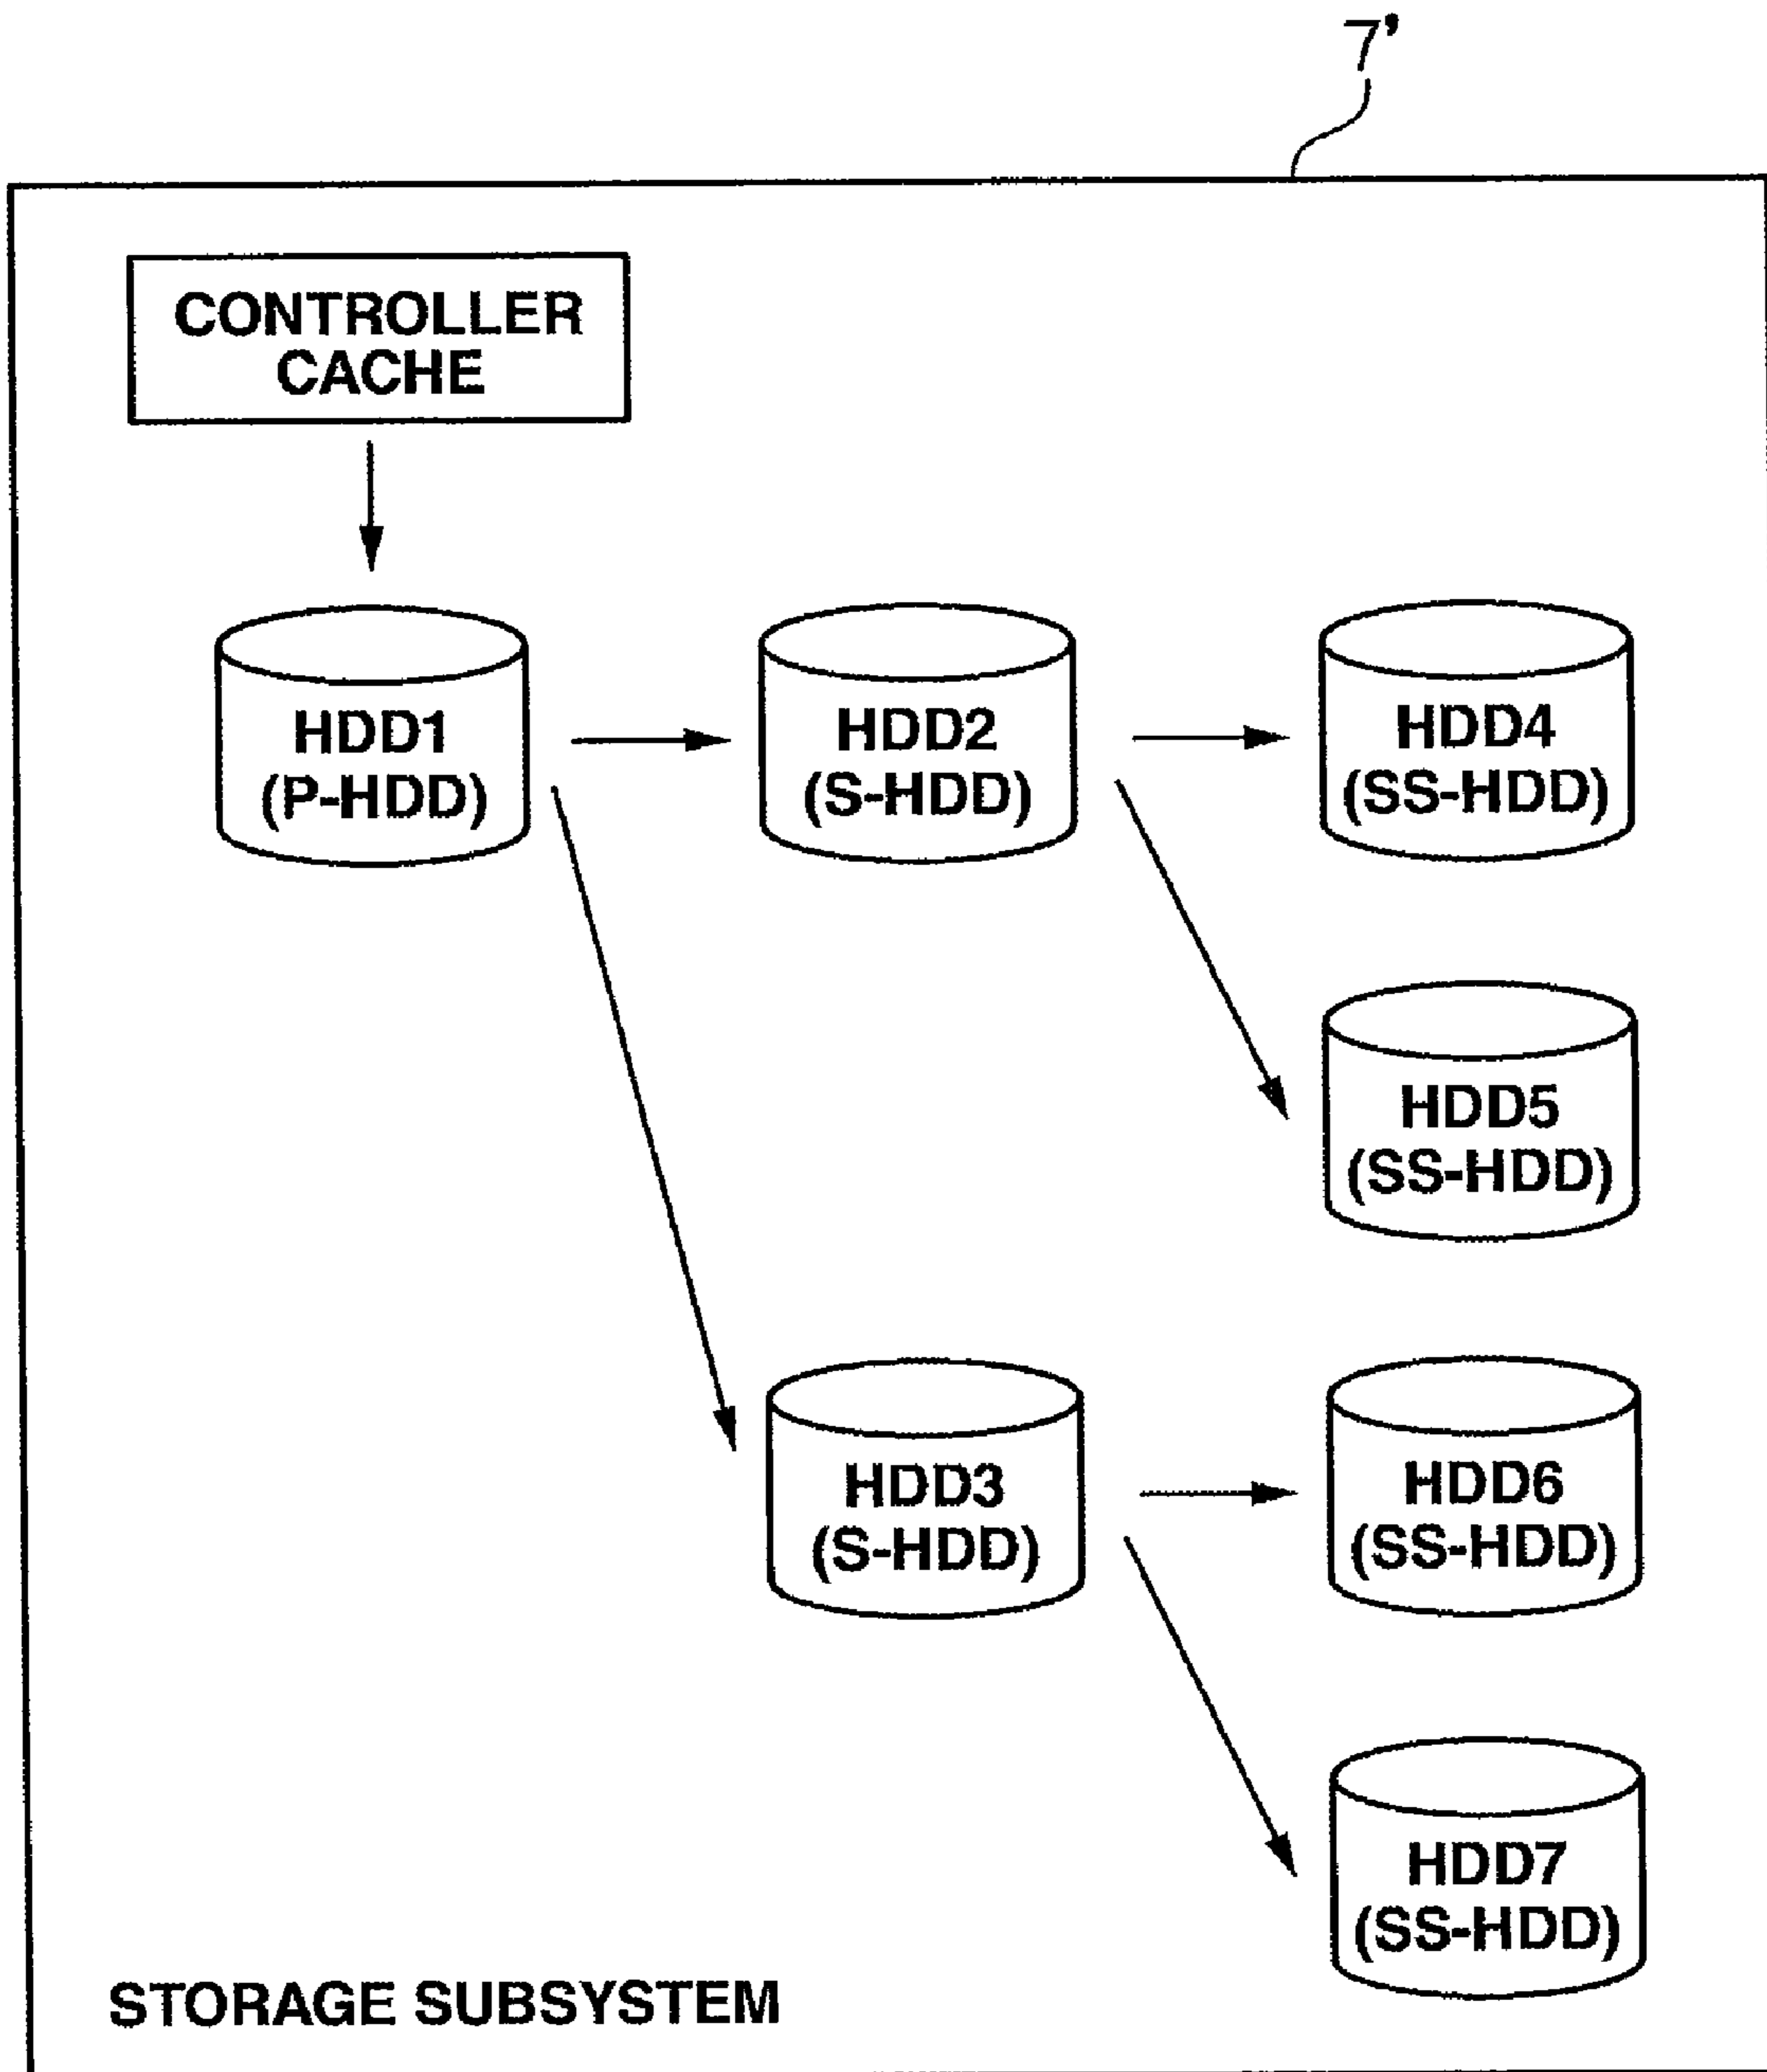 7'
CONTROLLER
CACHE
HDD1
(P-HDD)
HDD2
(S-HDD)
HDD4
(SS-HDD)
HDD5
(SS-HDD)
HDD3
(S-HDD)
HDD6
(SS-HDD)
HDD7
(SS-HDD)
STORAGE SUBSYSTEM